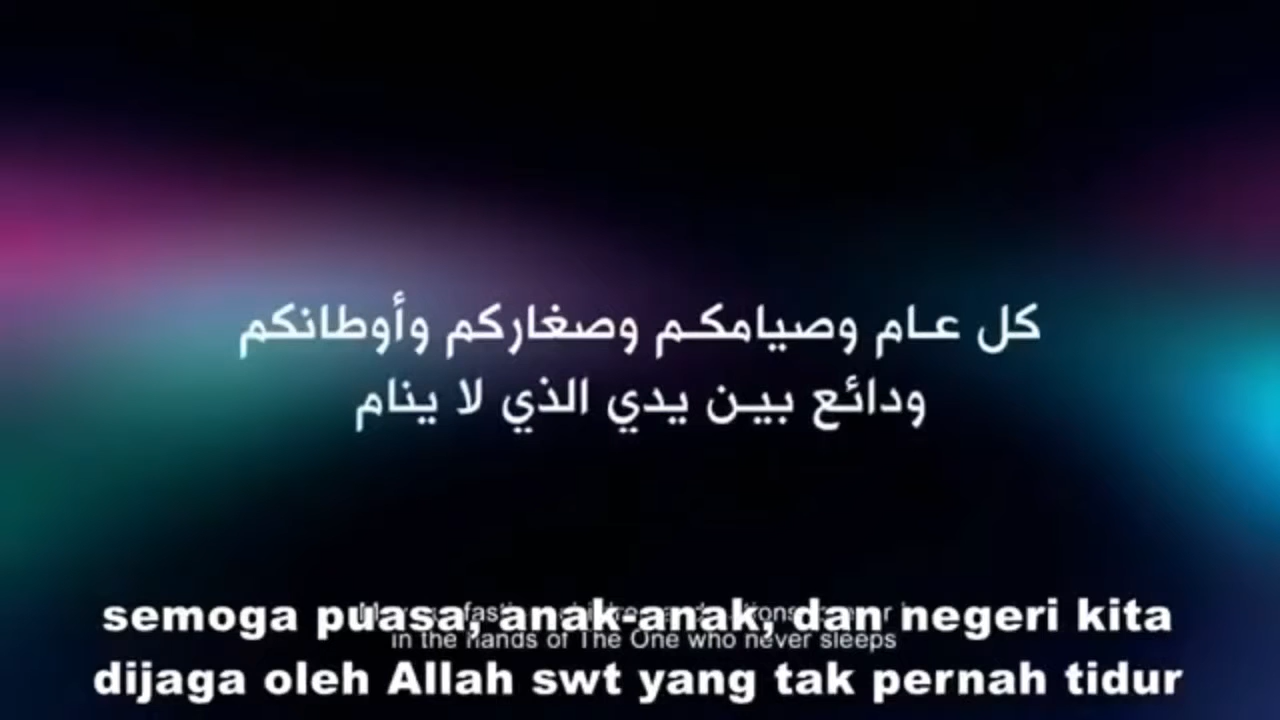 كل عام وصيامكم وصغاركم وأوطانكم
ودائع بين يدي الذي لا ينام
semoga puasa, anak-anak, dan negeri kita
in the hands of The One who never sleeps
dijaga oleh Allah swt yang tak pernah tidur